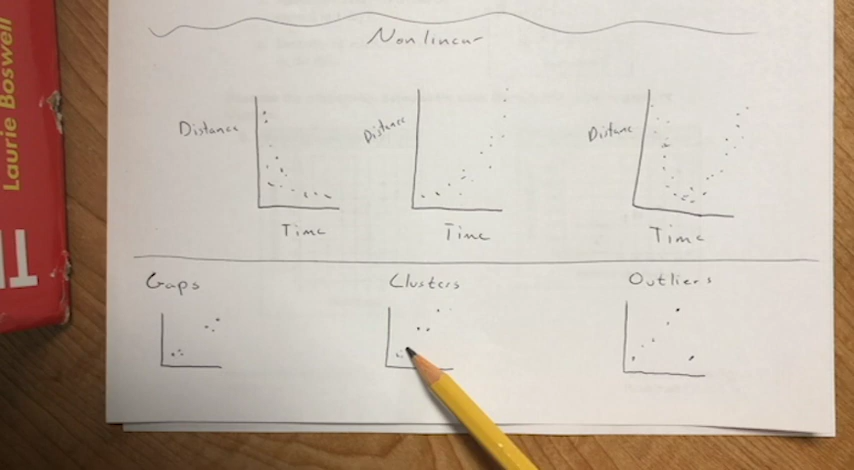 Laurie Boswell
Nonlinear
Distance
Distance
Distance
Time
Time
Time
Gaps
Clusters
Outliers